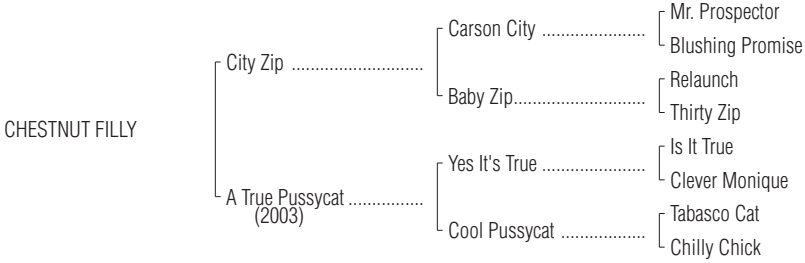 Mr. Prospector
Carson City ......................
Blushing Promise
City Zip ............................
Relaunch
Baby Zip............................
Thirty Zip
CHESTNUT FILLY
Is It True
Yes It's True ......................
Clever Monique
A True Pussycat ................
(2003)
Tabasco Cat
Cool Pussycat ..................
Chilly Chick